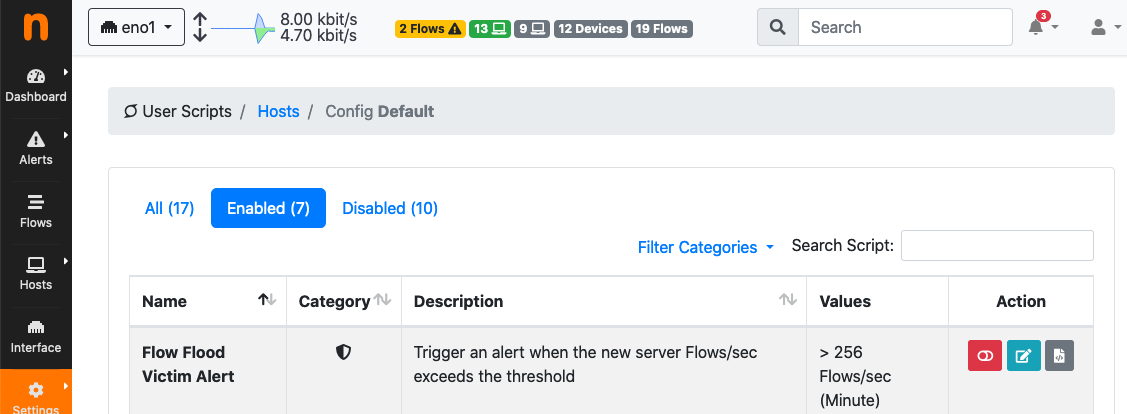 n
eno1
8.00 kbit/s
4.70 kbit/s
2 Flows
13
9
12 Devices
19 Flows
Search
3
Dashboard
Alerts
Flows
Hosts
Interface
Settings
User Scripts / Hosts / Config Default
All (17)
Enabled (7)
Disabled (10)
Filter Categories
Search Script:
Name
Category
Description
Values
Action
Flow Flood
Victim Alert
Trigger an alert when the new server Flows/sec
exceeds the threshold
> 256
Flows/sec
(Minute)